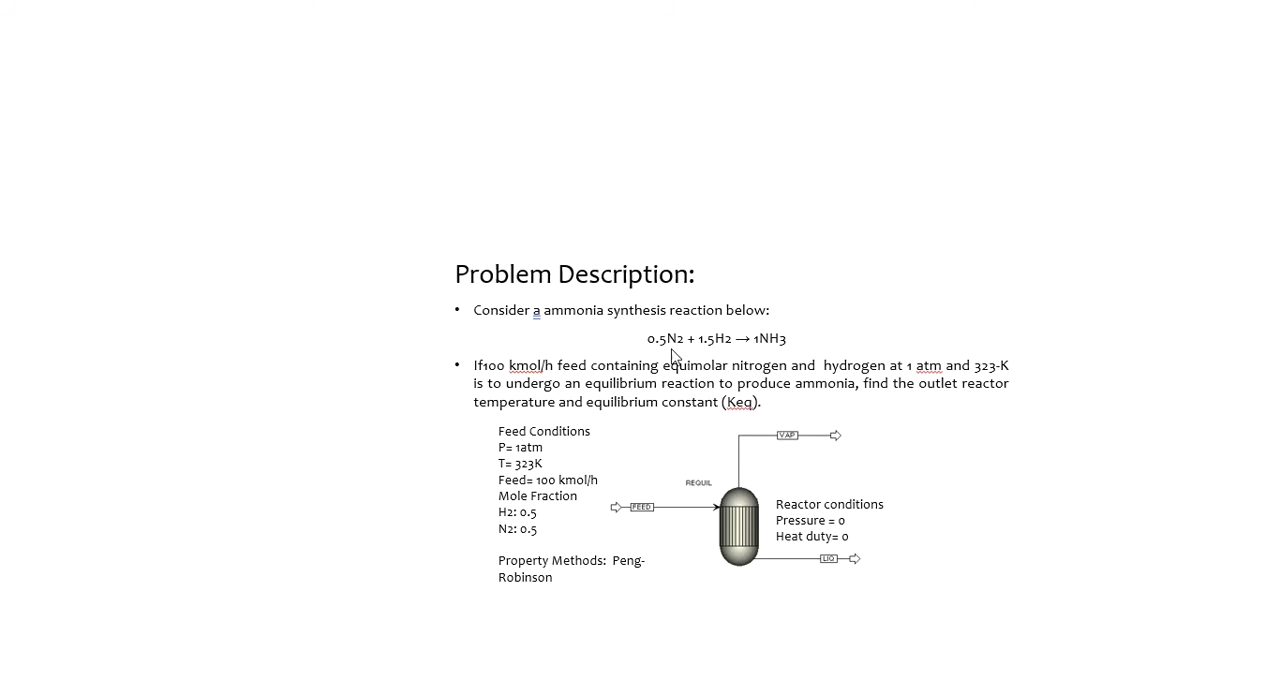 Problem Description:
• Consider a ammonia synthesis reaction below:
0.5N2 + 1.5H2 → 1NH3
• If100 kmol/h feed containing equimolar nitrogen and hydrogen at 1 atm and 323-K
is to undergo an equilibrium reaction to produce ammonia, find the outlet reactor
temperature and equilibrium constant (Keq).
Feed Conditions
P= 1atm
T= 323K
Feed= 100 kmol/h
Mole Fraction
H2: 0.5
N2: 0.5
Property Methods: Peng-
Robinson
VAP
REQUIL
FEED
Reactor conditions
Pressure = 0
Heat duty= 0
LIQ